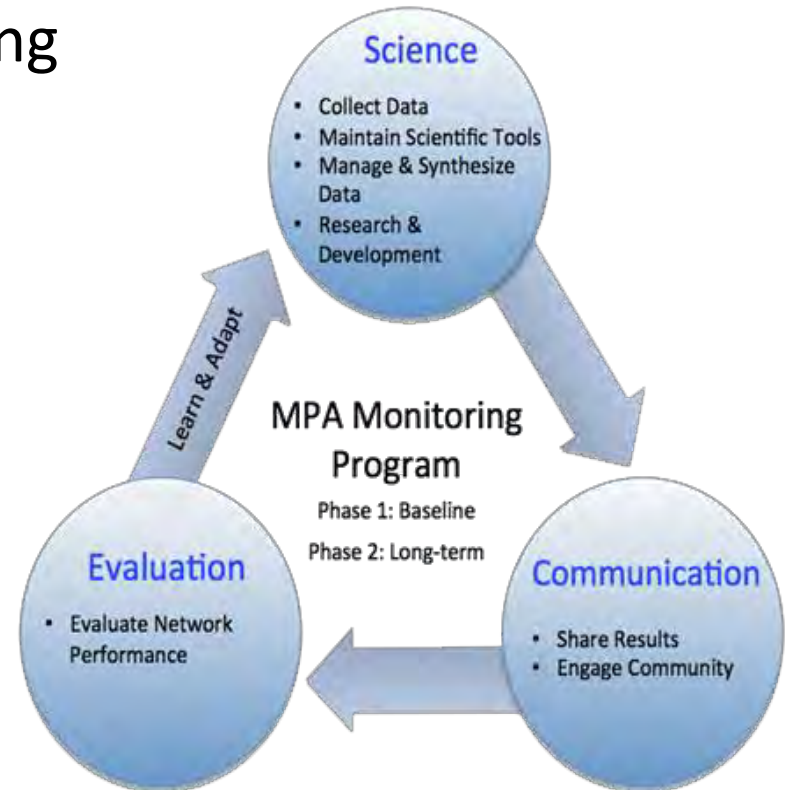 Science
• Collect Data
• Maintain Scientific Tools
• Manage & Synthesize
Data
• Research &
Development
Learn & Adapt
MPA Monitoring
Program
Phase 1: Baseline
Phase 2: Long-term
Evaluation
• Evaluate Network
Performance
Communication
• Share Results
• Engage Community